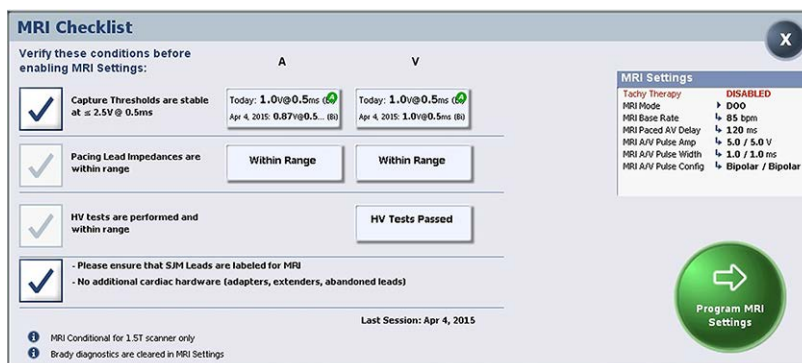 MRI Checklist
X
Verify these conditions before
enabling MRI Settings:
A
V
Capture Thresholds are stable
at ≤ 2.5V @ 0.5ms
Today: 1.0V@0.5ms
A
Apr 4, 2015: 0.87V@0.5... (Bi)
Today: 1.0V@0.5ms
A
Apr 4, 2015: 1.0V@0.5ms (Bi)
Pacing Lead Impedances are
within range
Within Range
Within Range
HV tests are performed and
within range
HV Tests Passed
- Please ensure that SJM Leads are labeled for MRI
- No additional cardiac hardware (adapters, extenders, abandoned leads)
Last Session: Apr 4, 2015
MRI Conditional for 1.5T scanner only
Brady diagnostics are cleared in MRI Settings
MRI Settings
Tachy Therapy DISABLED
MRI Mode DOO
MRI Base Rate 85 bpm
MRI Paced AV Delay 120 ms
MRI A/V Pulse Amp 5.0 / 5.0 V
MRI A/V Pulse Width 1.0 / 1.0 ms
MRI A/V Pulse Config Bipolar / Bipolar
Program MRI
Settings